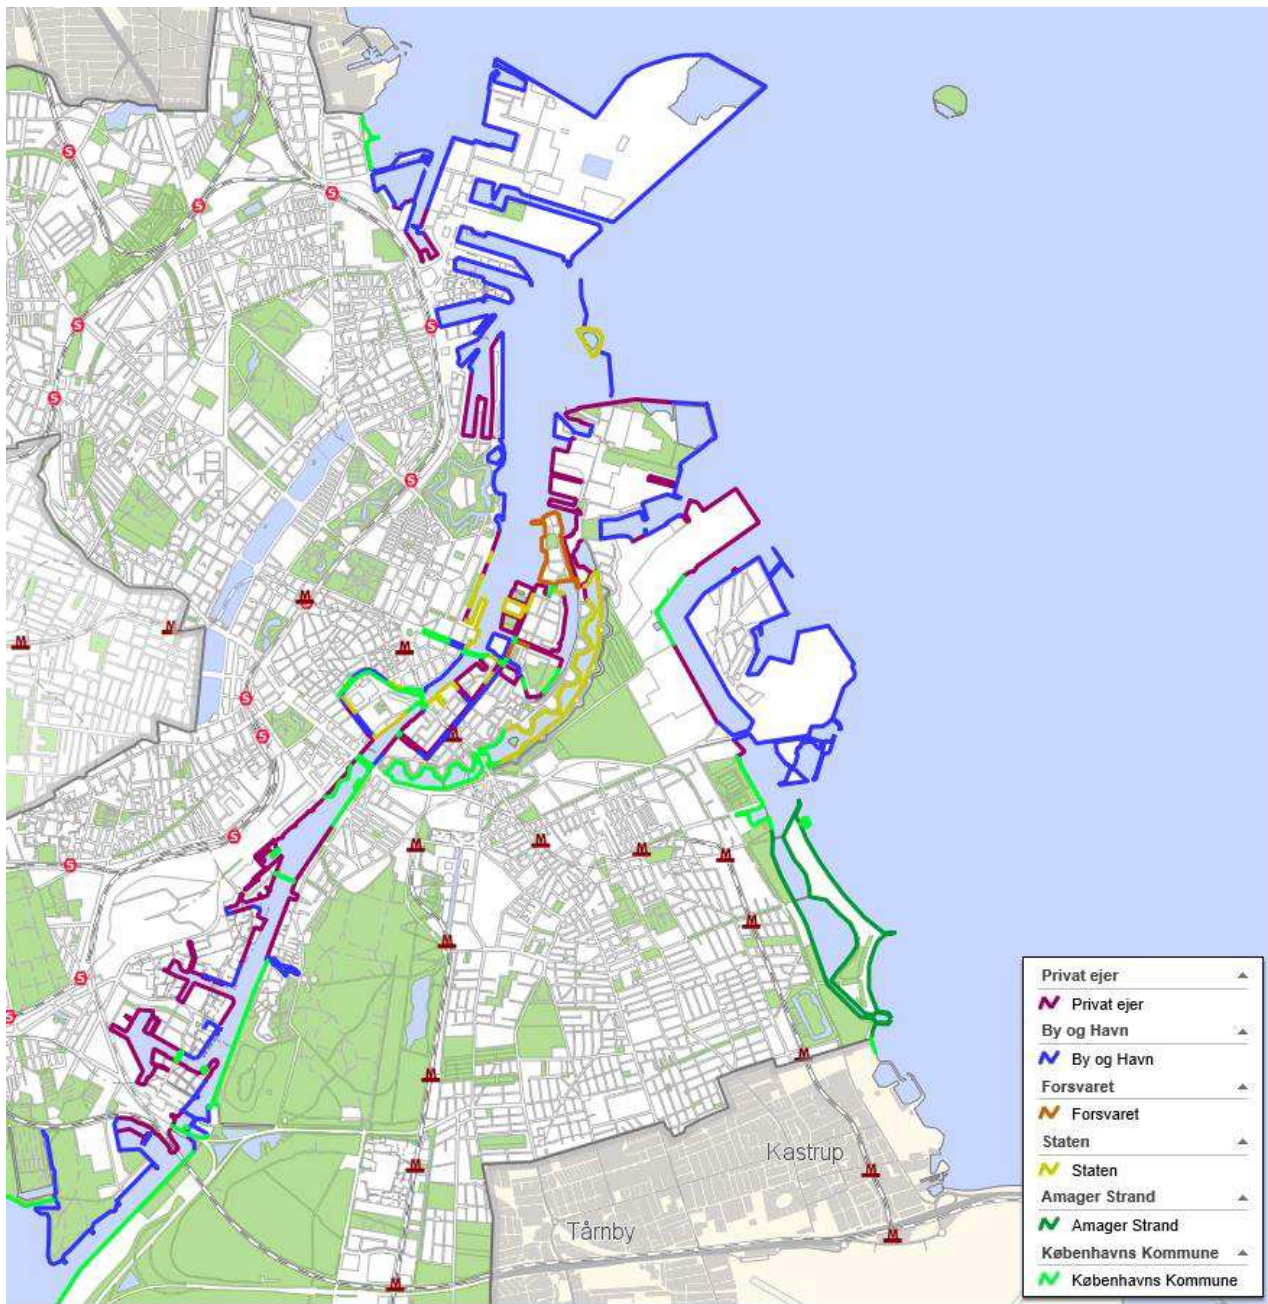 S
S
S
S
S
S
S
M
M
M
M
S
M
S
S
M
M
M
M
S
M
M
S
S
M
M
Kastrup
M
M
Tårnby
M
M
Privat ejer
Privat ejer
By og Havn
By og Havn
Forsvaret
Forsvaret
Staten
Staten
Amager Strand
Amager Strand
Københavns Kommune
Københavns Kommune